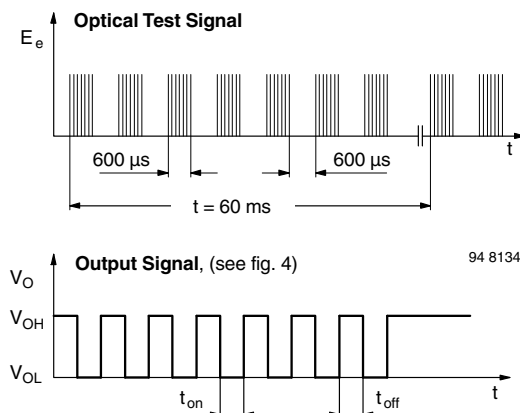 Optical Test Signal
E e
t
600 µs 600 µs
t = 60 ms
94 8134
Output Signal, (see fig. 4)
V O
V OH
V OL
t on t off
t